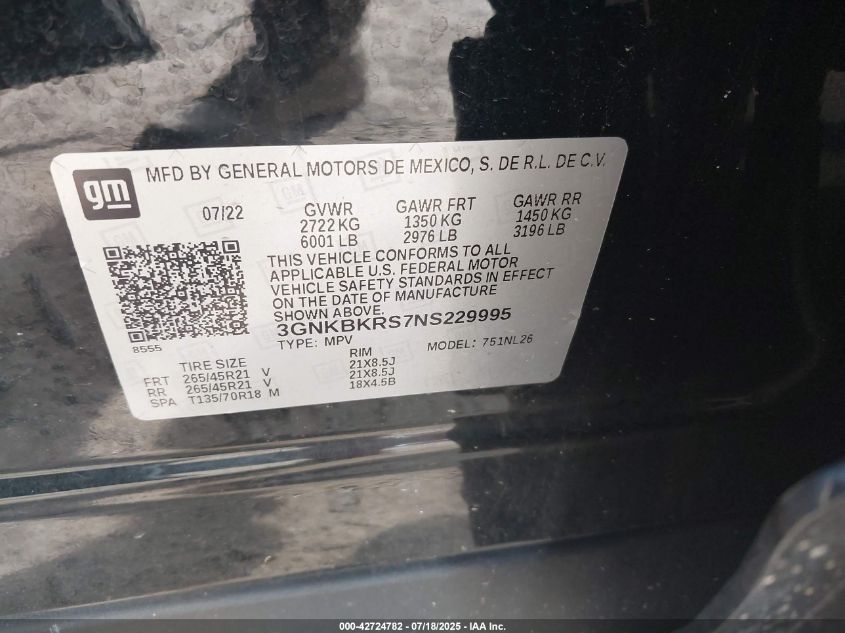 gm
MFD BY GENERAL MOTORS DE MEXICO, S. DE R.L. DE C.V.
07/22 GVWR GAWR FRT GAWR RR
2722 KG 1350 KG 1450 KG
6001 LB 2976 LB 3196 LB
THIS VEHICLE CONFORMS TO ALL
APPLICABLE U.S. FEDERAL MOTOR
VEHICLE SAFETY STANDARDS IN EFFECT
ON THE DATE OF MANUFACTURE
SHOWN ABOVE.
3GNKBKRS7NS229995
8555 TYPE: MPV MODEL: 751NL26
TIRE SIZE RIM
FRT 265/45R21 V 21X8.5J
RR 265/45R21 V 21X8.5J
SPA T135/70R18 M 18X4.5B
000-42724782 - 07/18/2025 - IAA Inc.